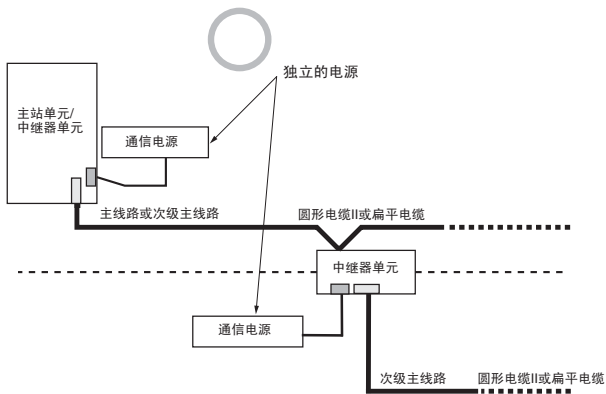 独立的电源
主站单元/
中继器单元
通信电源
主线路或次级主线路
圆形电缆II或扁平电缆
中继器单元
通信电源
次级主线路
圆形电缆II或扁平电缆